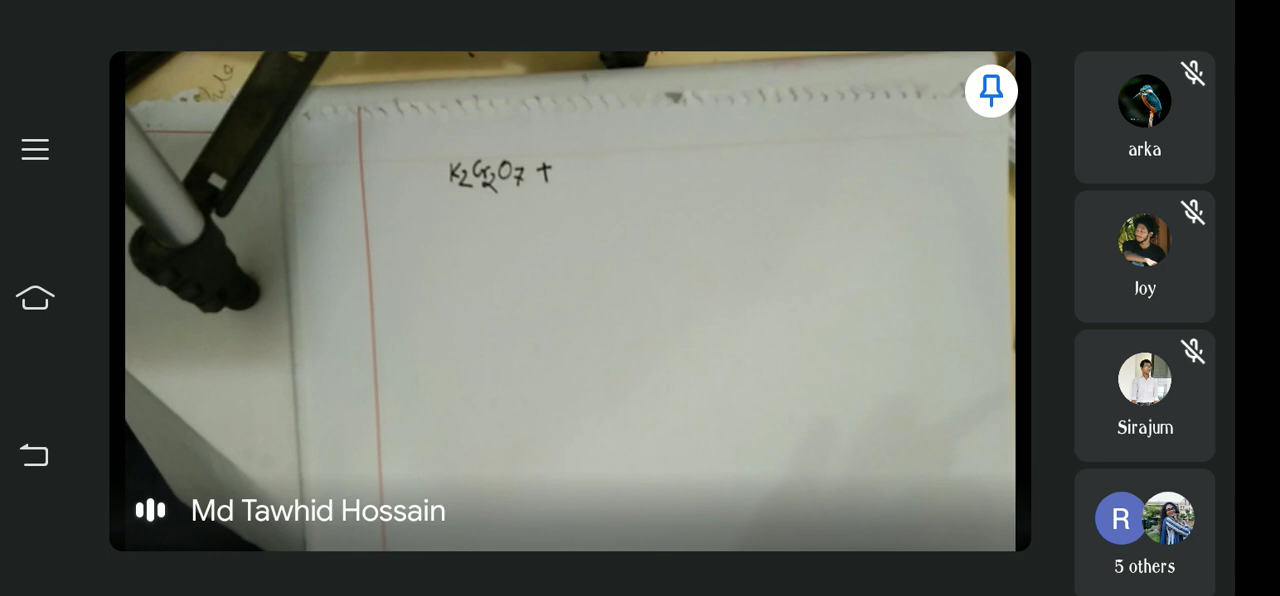 K₂Cr₂O₇ +
Md Tawhid Hossain
arka
Joy
Sirajum
R
5 others